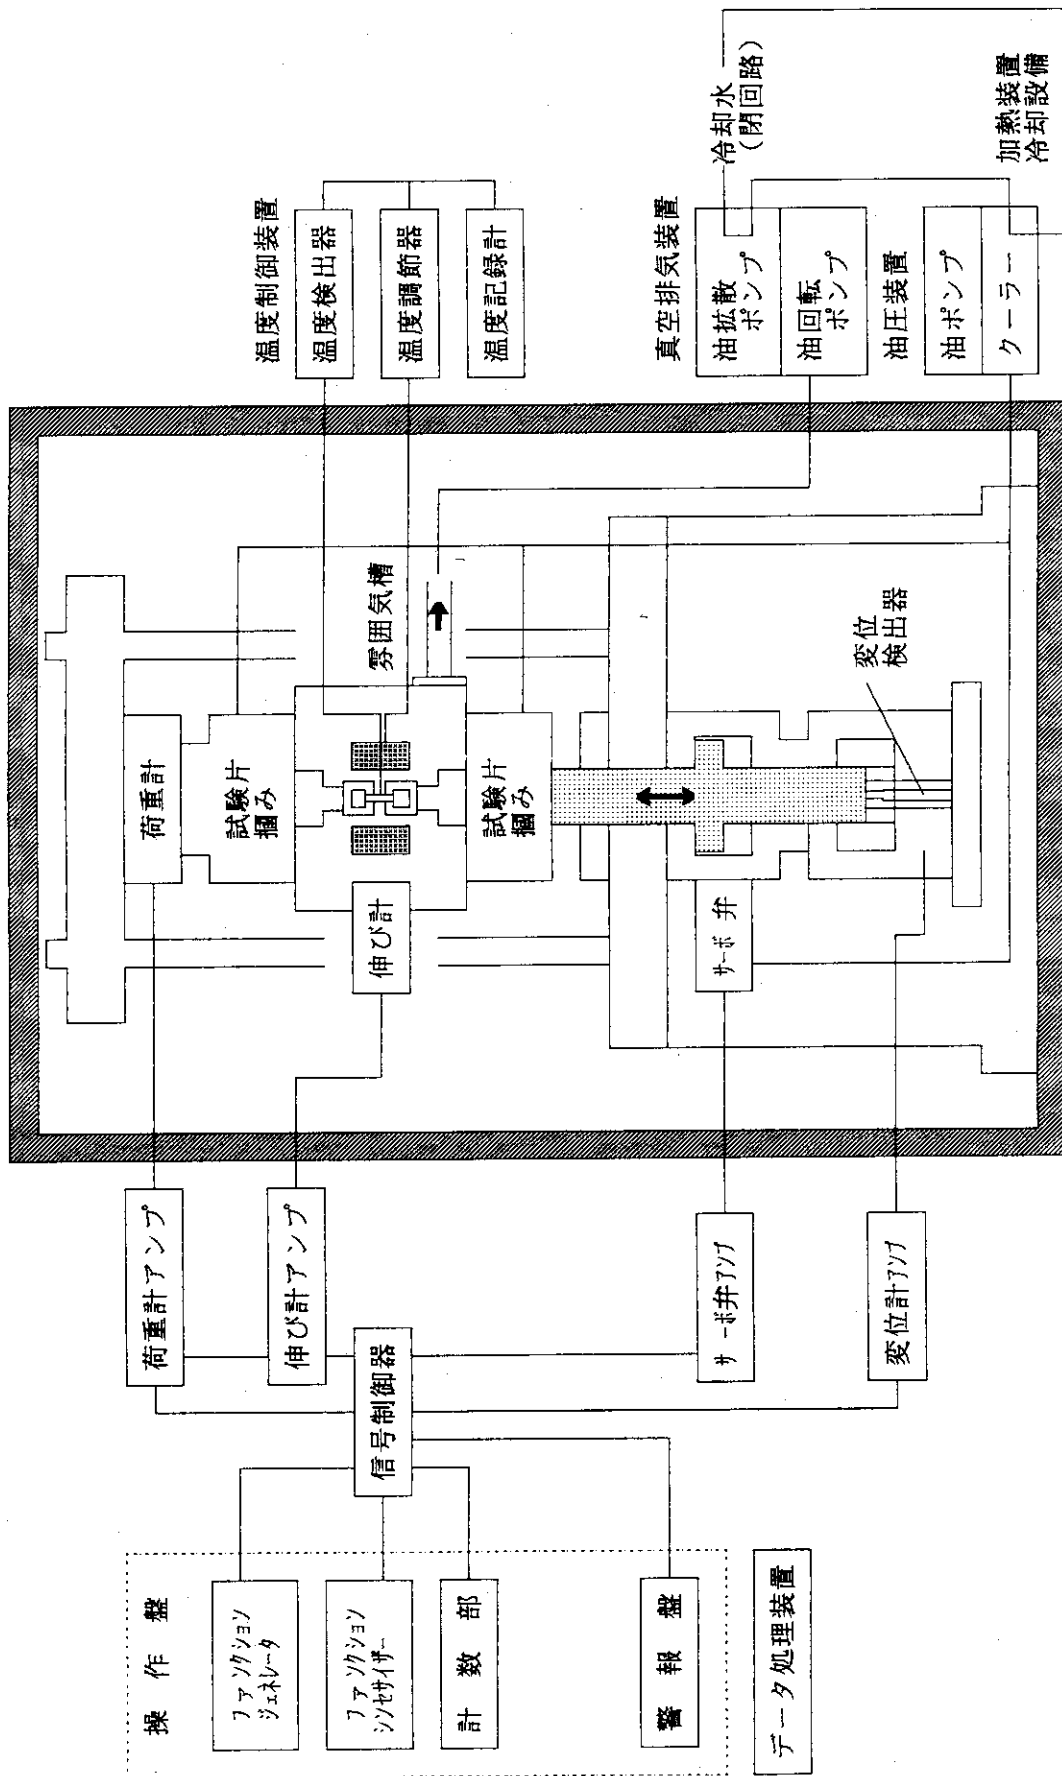 操作盤
ファンクション
ジェネレータ
ファンクション
シンセサイザー
計数部
警報盤
データ処理装置
信号制御器
荷重計アンプ
伸び計アンプ
サーボ弁アンプ
変位計アンプ
荷重計
試験片
摑み
伸び計
雰囲気槽
試験片
摑み
サーボ弁
変位
検出器
温度制御装置
温度検出器
温度調節器
温度記録計
真空排気装置
油拡散
ポンプ
油回転
ポンプ
油圧装置
油ポンプ
クーラー
冷却水
(閉回路)
加熱装置
冷却設備